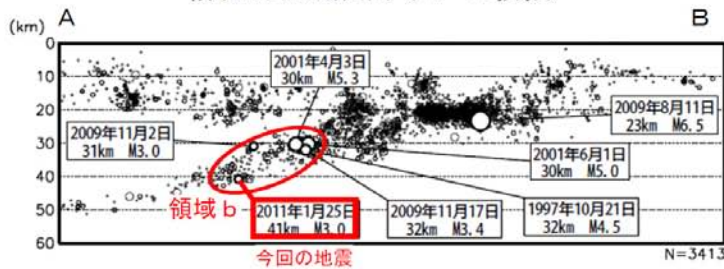 (km)
A
B
0
10
20
30
40
50
60
2001年4月3日
30km M5.3
2009年11月2日
31km M3.0
2009年8月11日
23km M6.5
2001年6月1日
30km M5.0
領域b
2011年1月25日
41km M3.0
2009年11月17日
32km M3.4
1997年10月21日
32km M4.5
今回の地震
N=3413